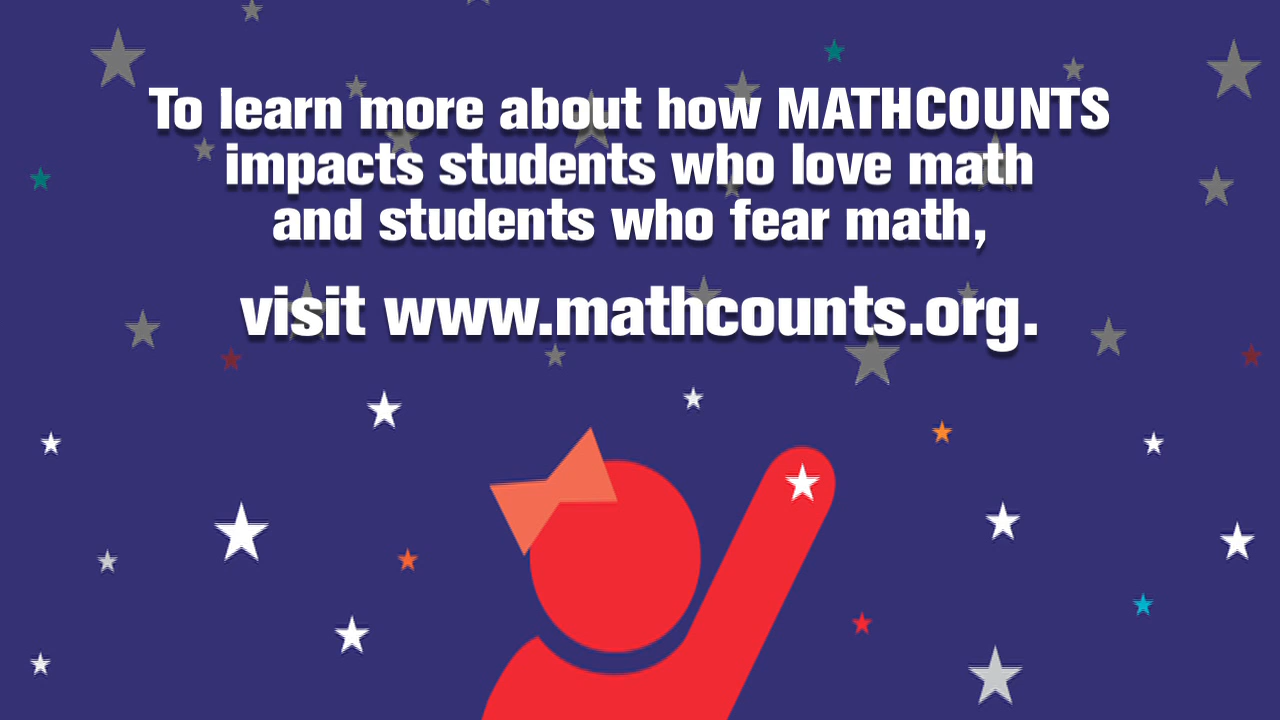 To learn more about how MATHCOUNTS
impacts students who love math
and students who fear math,
visit www.mathcounts.org.